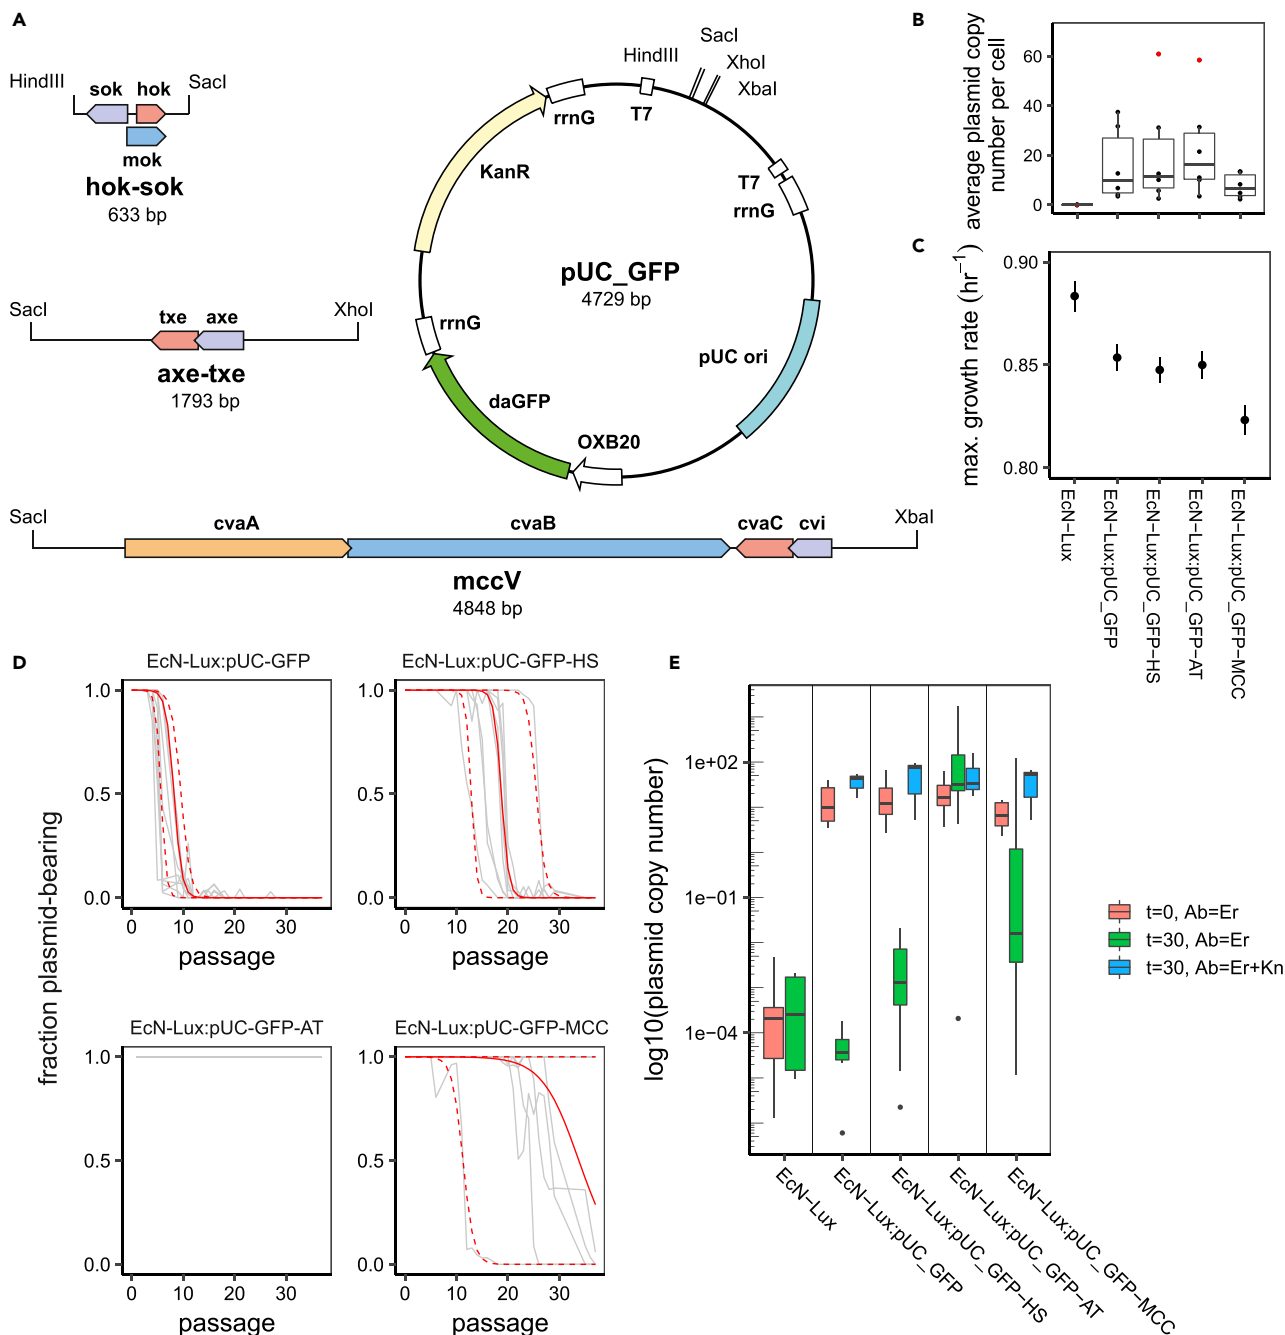 A
HindIII
sok
hok
SacI
mok
hok-sok
633 bp
SacI
txe
axe
XhoI
axe-txe
1793 bp
HindIII
SacI
XhoI
XbaI
rrnG
T7
KanR
T7
rrnG
pUC_GFP
4729 bp
rrnG
pUC ori
daGFP
OXB20
SacI
cvaA
cvaB
cvaC
cvi
XbaI
mccV
4848 bp
B
average plasmid copy
number per cell
60
40
20
0
C
max. growth rate (hr−1)
0.90
0.85
0.80
EcN−Lux
EcN−Lux:pUC_GFP
EcN−Lux:pUC_GFP−HS
EcN−Lux:pUC_GFP−AT
EcN−Lux:pUC_GFP−MCC
D
fraction plasmid-bearing
EcN-Lux:pUC-GFP
1.0
0.5
0.0
0 10 20 30
passage
EcN-Lux:pUC-GFP-HS
1.0
0.5
0.0
0 10 20 30
passage
EcN-Lux:pUC-GFP-AT
1.0
0.5
0.0
0 10 20 30
passage
EcN-Lux:pUC-GFP-MCC
1.0
0.5
0.0
0 10 20 30
passage
E
log10(plasmid copy number)
1e+02
1e−01
1e−04
EcN−Lux
EcN−Lux:pUC_GFP
EcN−Lux:pUC_GFP−HS
EcN−Lux:pUC_GFP−AT
EcN−Lux:pUC_GFP−MCC
t=0, Ab=Er
t=30, Ab=Er
t=30, Ab=Er+Kn